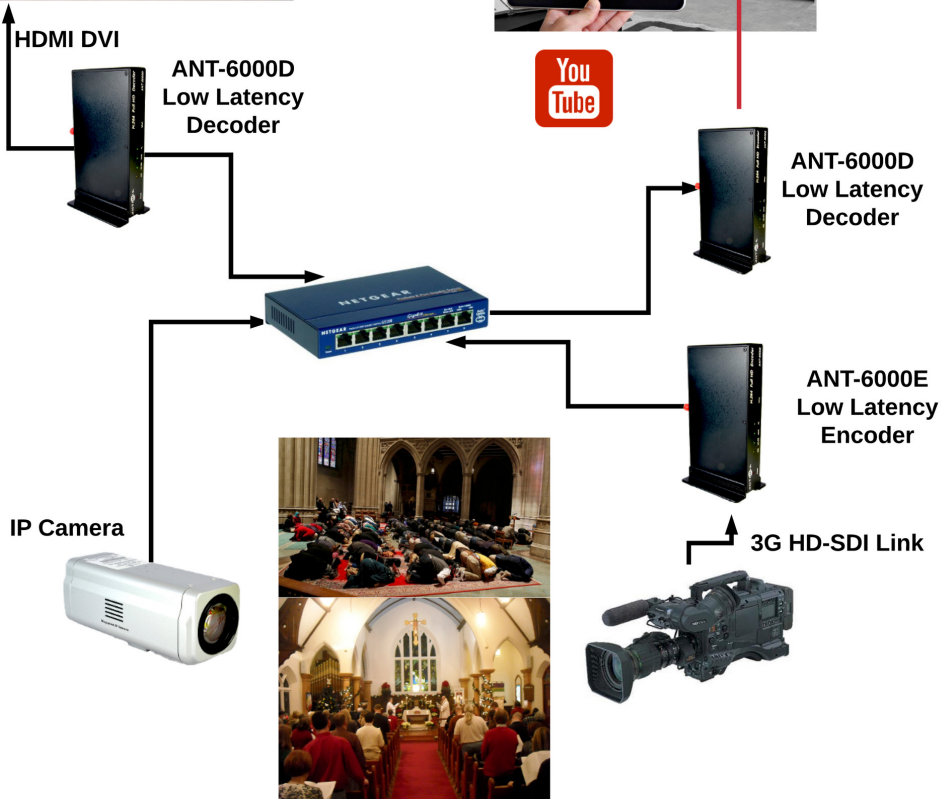 HDMI DVI
ANT-6000D
Low Latency
Decoder
You
Tube
ANT-6000D
Low Latency
Decoder
NETGEAR
NETGEAR
ANT-6000E
Low Latency
Encoder
IP Camera
3G HD-SDI Link